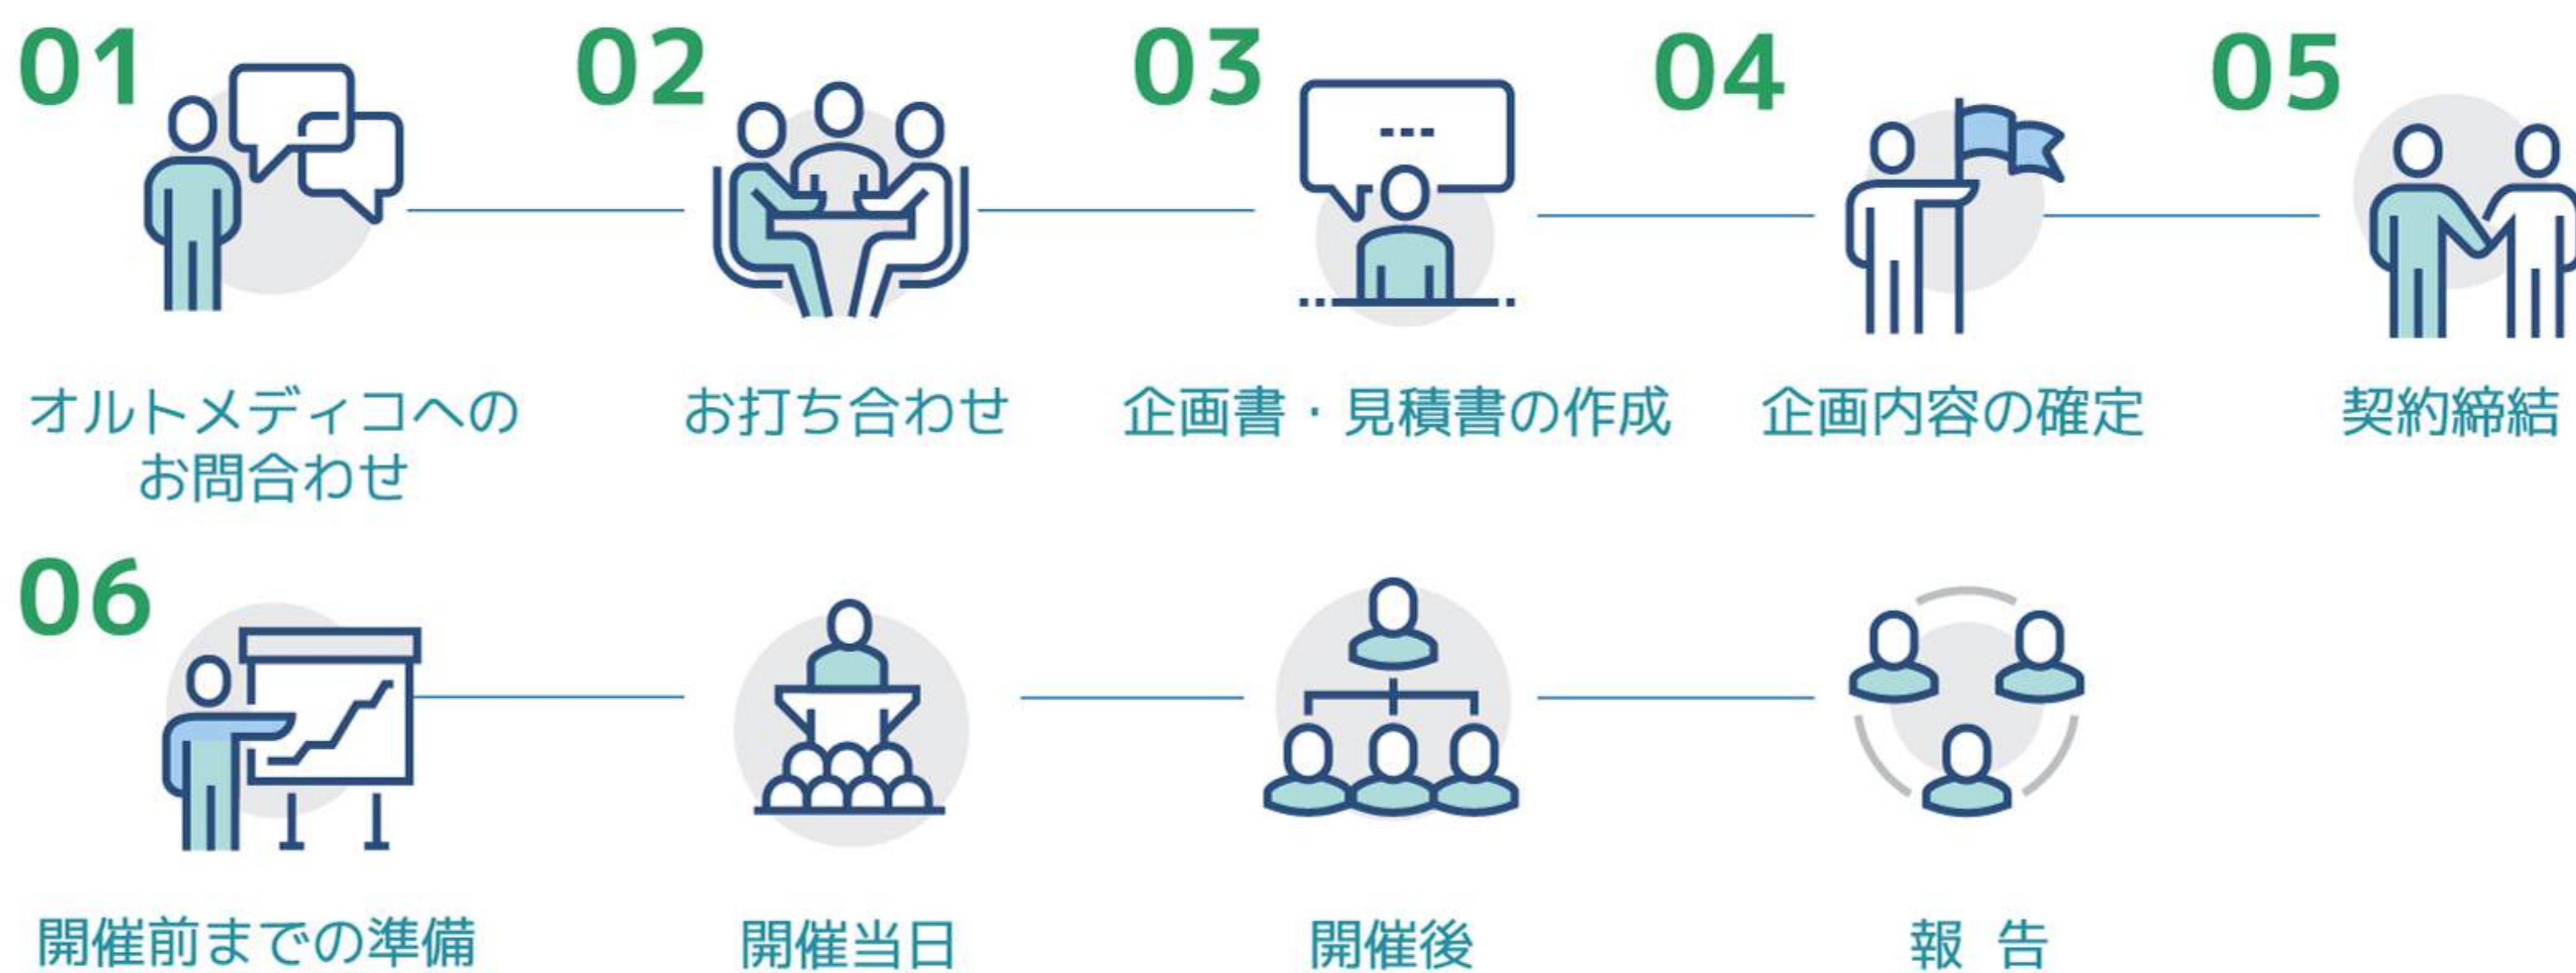 01
02
03
04
05
オルトメディコへの
お問合わせ
お打ち合わせ
企画書・見積書の作成
企画内容の確定
契約締結
06
開催前までの準備
開催当日
開催後
報 告